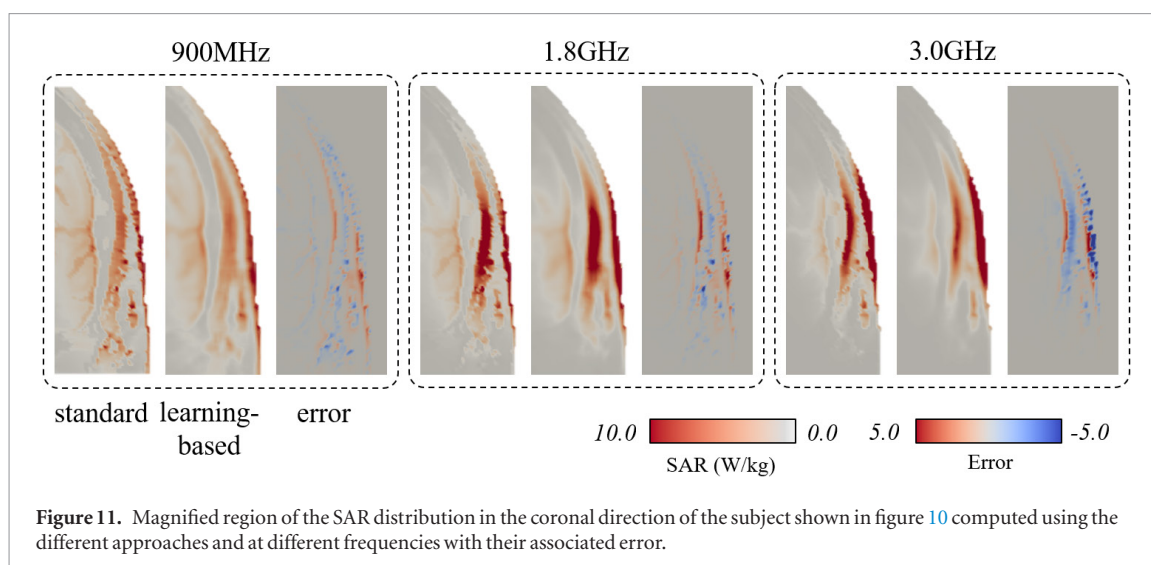 900MHz 1.8GHz 3.0GHz
standard learning-based error
10.0 0.0 5.0 -5.0
SAR (W/kg) Error
Figure 11. Magnified region of the SAR distribution in the coronal direction of the subject shown in figure 10 computed using the
different approaches and at different frequencies with their associated error.